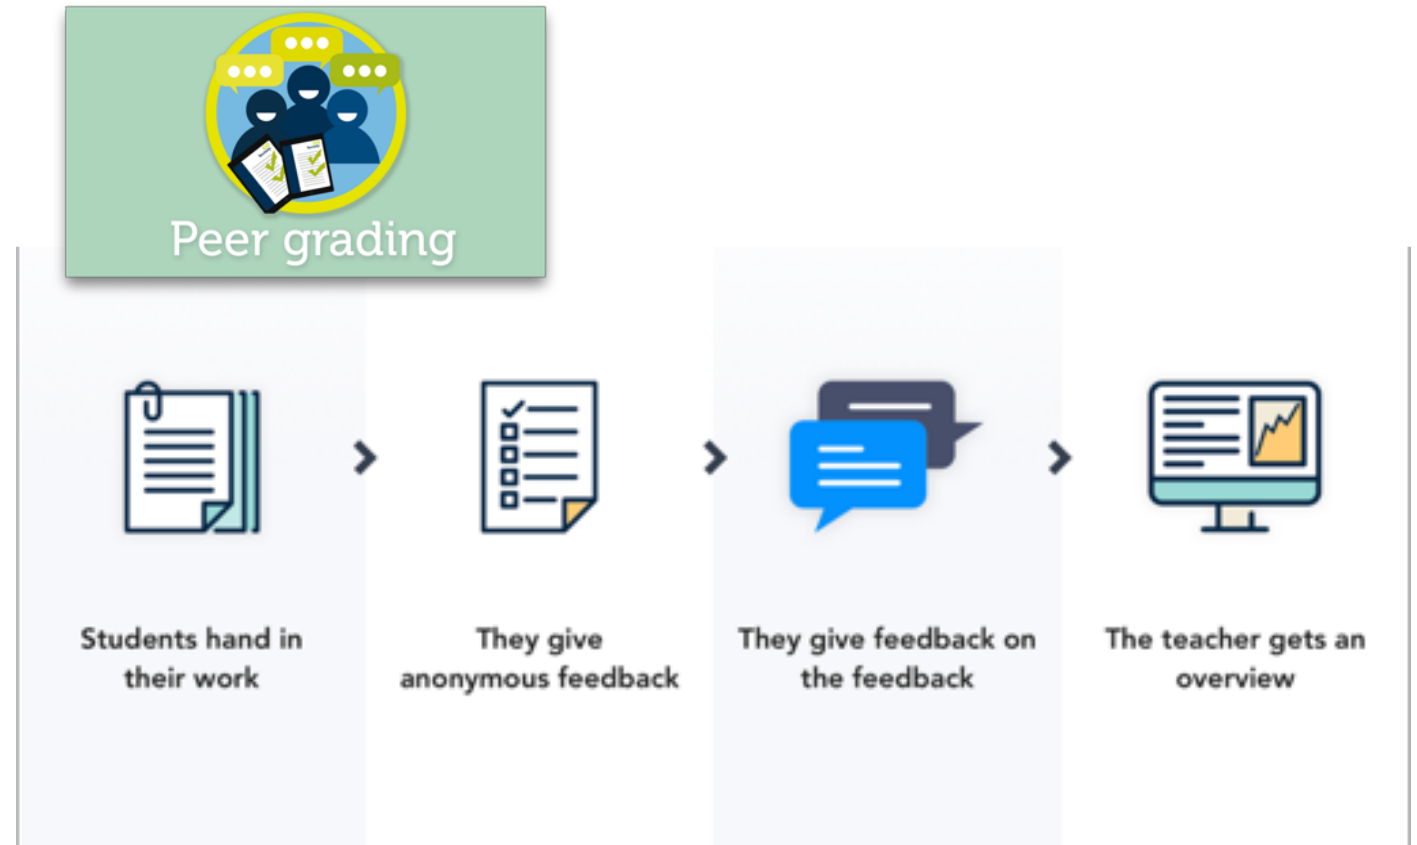 Peer grading
Students hand in
their work
They give
anonymous feedback
They give feedback on
the feedback
The teacher gets an
overview